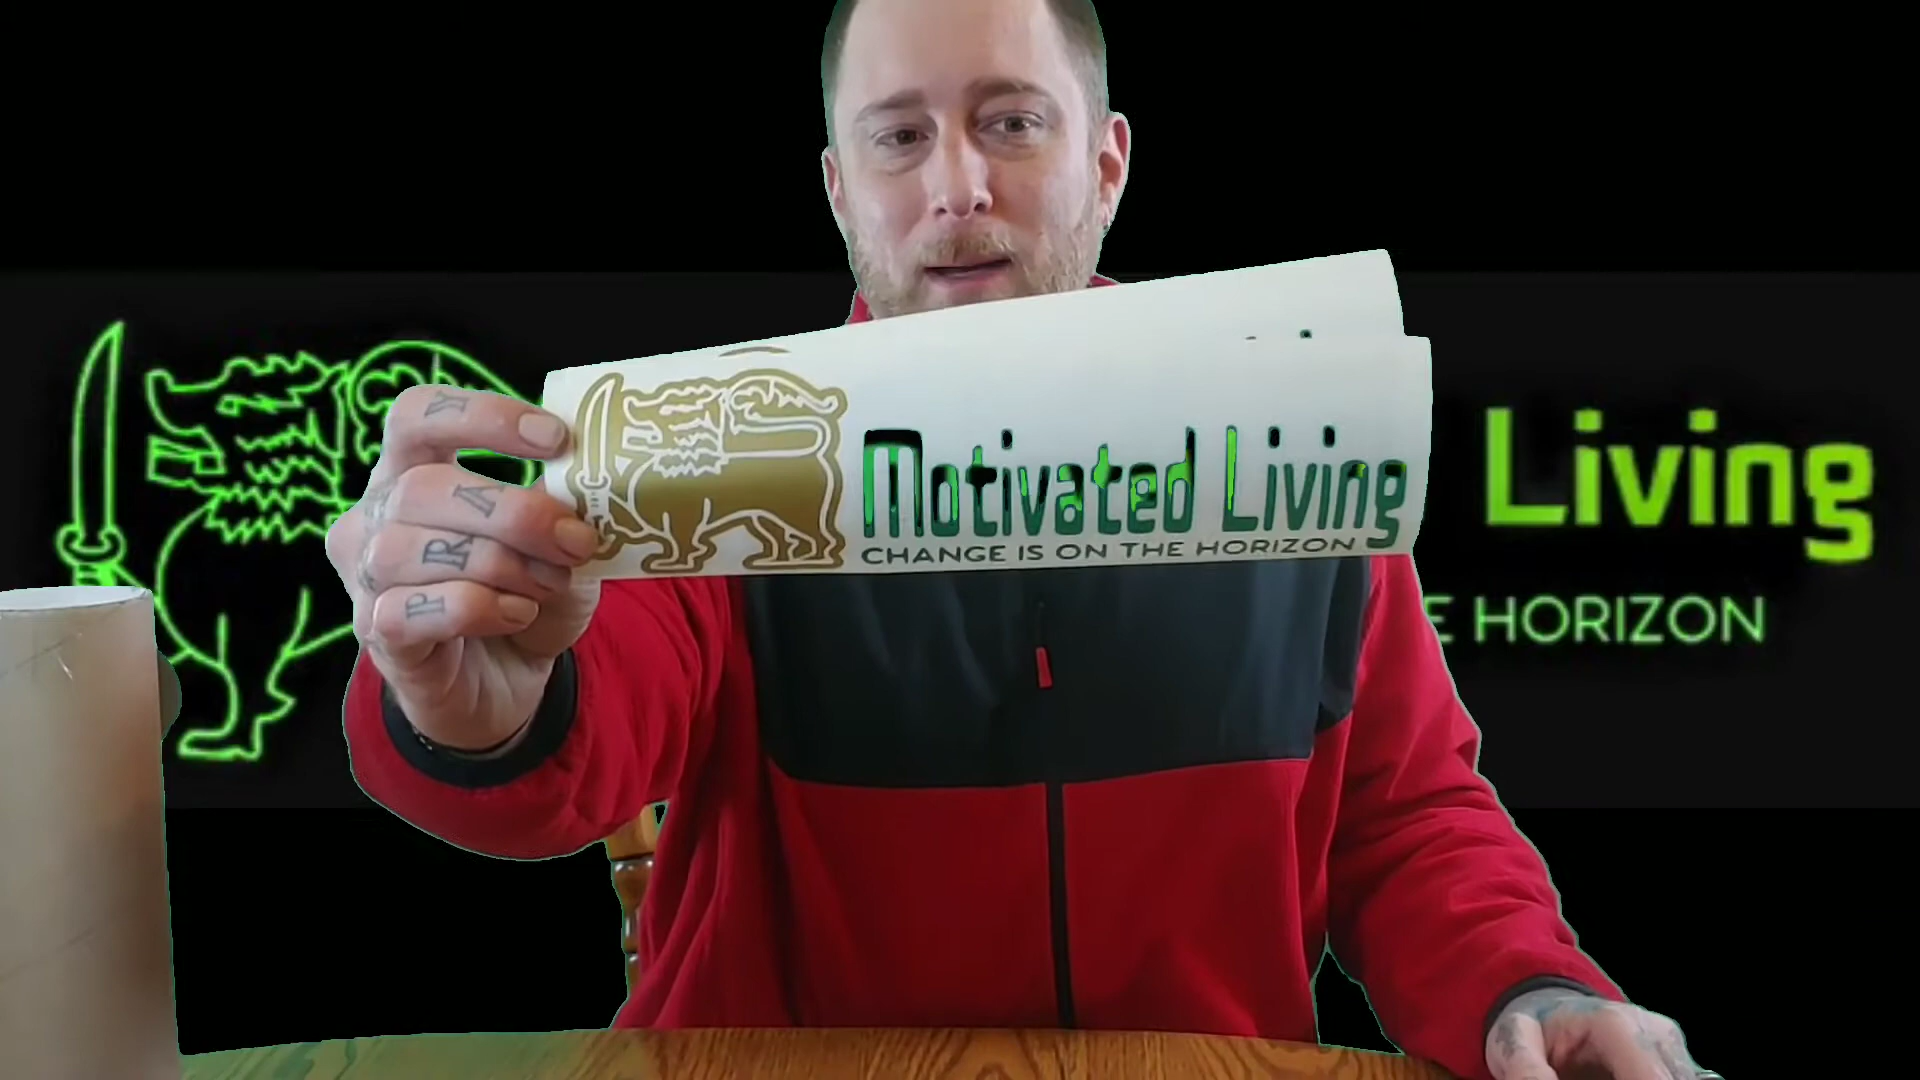 Motivated Living
CHANGE IS ON THE HORIZON
Living
E HORIZON
PRAY